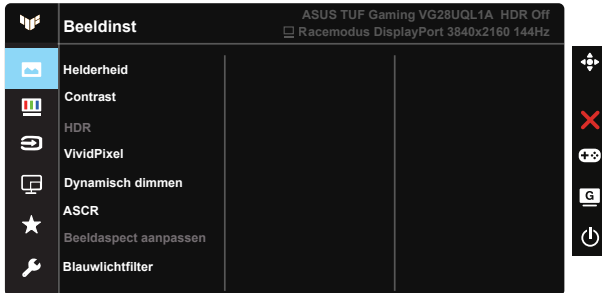 Beeldinst
ASUS TUF Gaming VG28UQL1A HDR Off
Racemodus DisplayPort 3840x2160 144Hz
Helderheid
Contrast
HDR
VividPixel
Dynamisch dimmen
ASCR
Beeldaspect aanpassen
Blauwlichtfilter
G